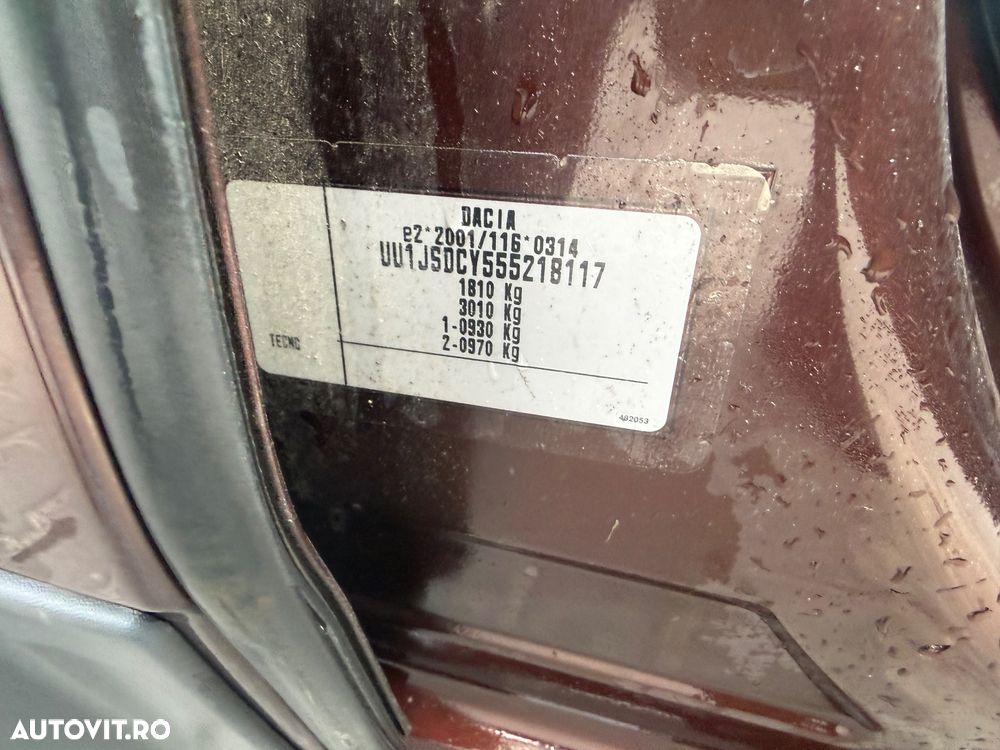 DACIA
e2*2001/116*0314
UU1JSDCY555218117
1810 Kg
3010 Kg
1-0930 Kg
2-0970 Kg
TECNO
482053
AUTOVIT.RO